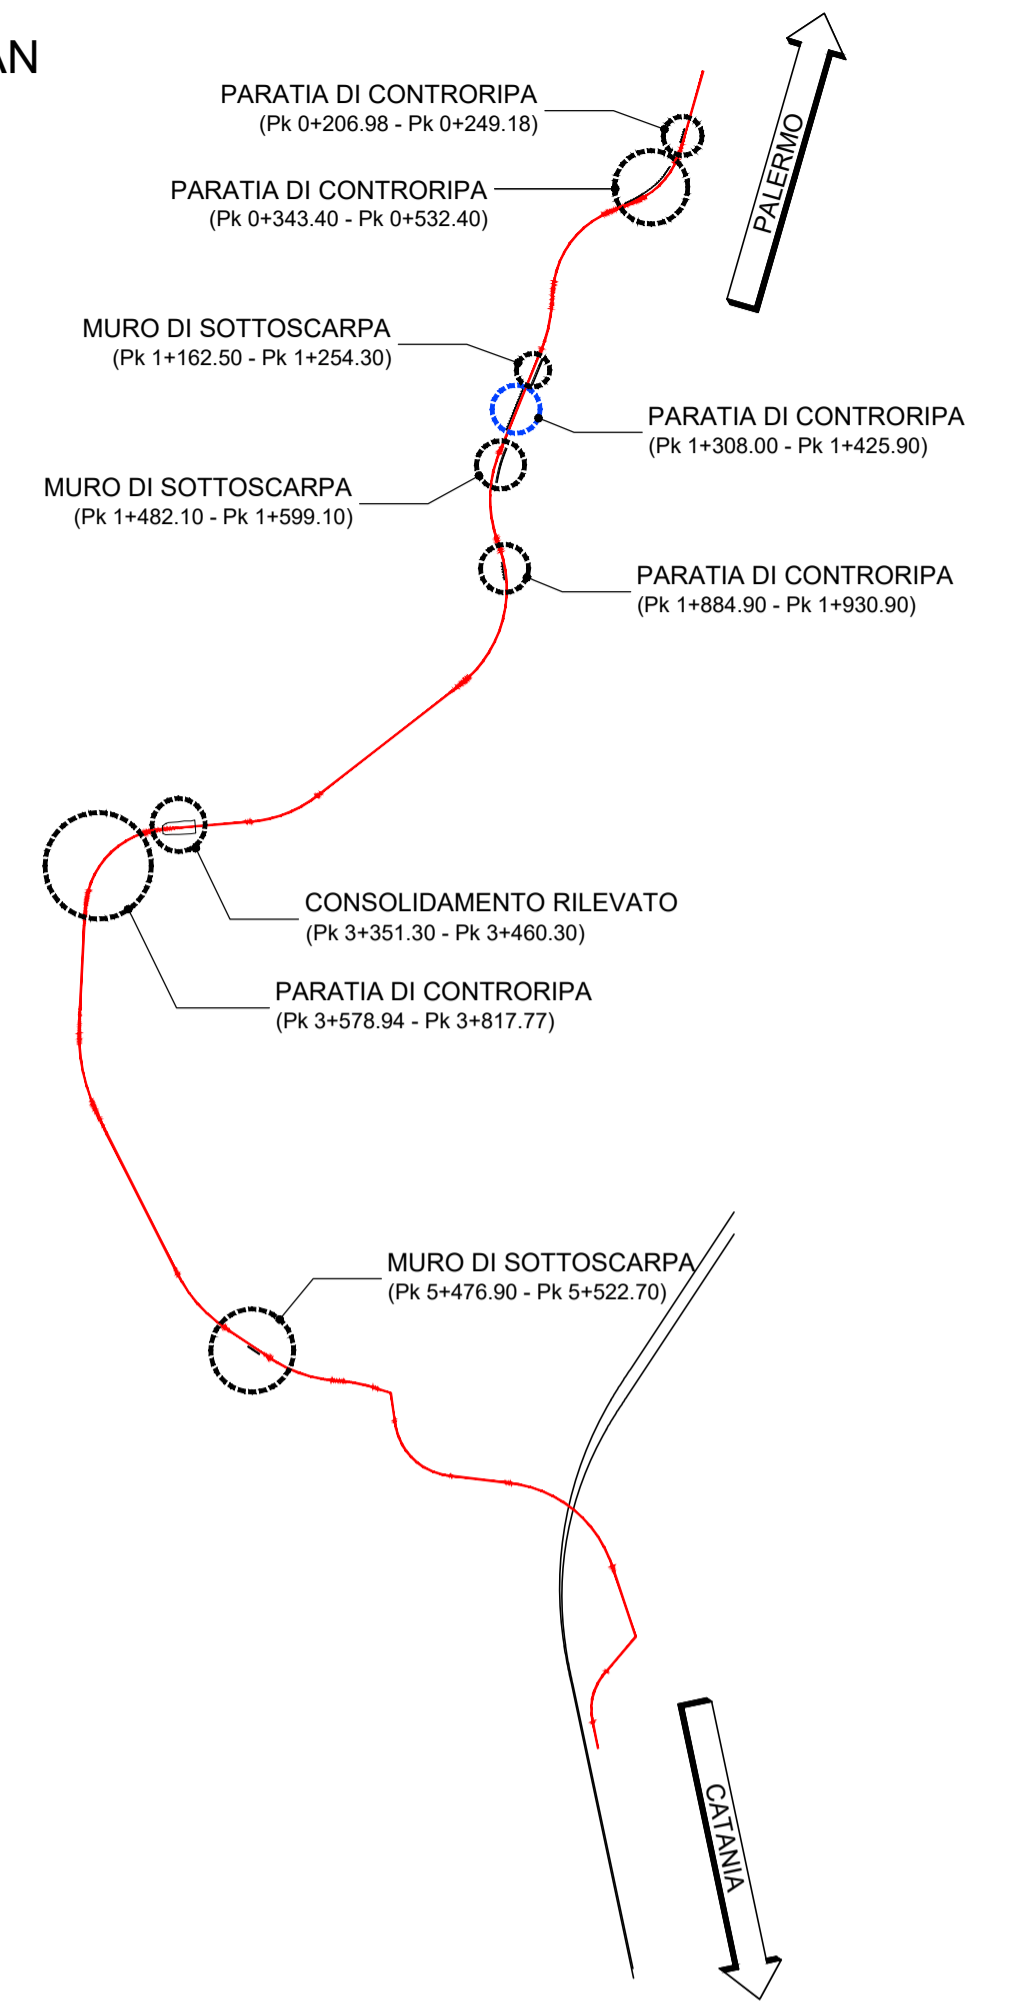 AN
PARATIA DI CONTRORIPA
(Pk 0+206.98 - Pk 0+249.18)
PALERMO
PARATIA DI CONTRORIPA
(Pk 0+343.40 - Pk 0+532.40)
MURO DI SOTTOSCARPA
(Pk 1+162.50 - Pk 1+254.30)
PARATIA DI CONTRORIPA
(Pk 1+308.00 - Pk 1+425.90)
MURO DI SOTTOSCARPA
(Pk 1+482.10 - Pk 1+599.10)
PARATIA DI CONTRORIPA
(Pk 1+884.90 - Pk 1+930.90)
CONSOLIDAMENTO RILEVATO
(Pk 3+351.30 - Pk 3+460.30)
PARATIA DI CONTRORIPA
(Pk 3+578.94 - Pk 3+817.77)
MURO DI SOTTOSCARPA
(Pk 5+476.90 - Pk 5+522.70)
CATANIA